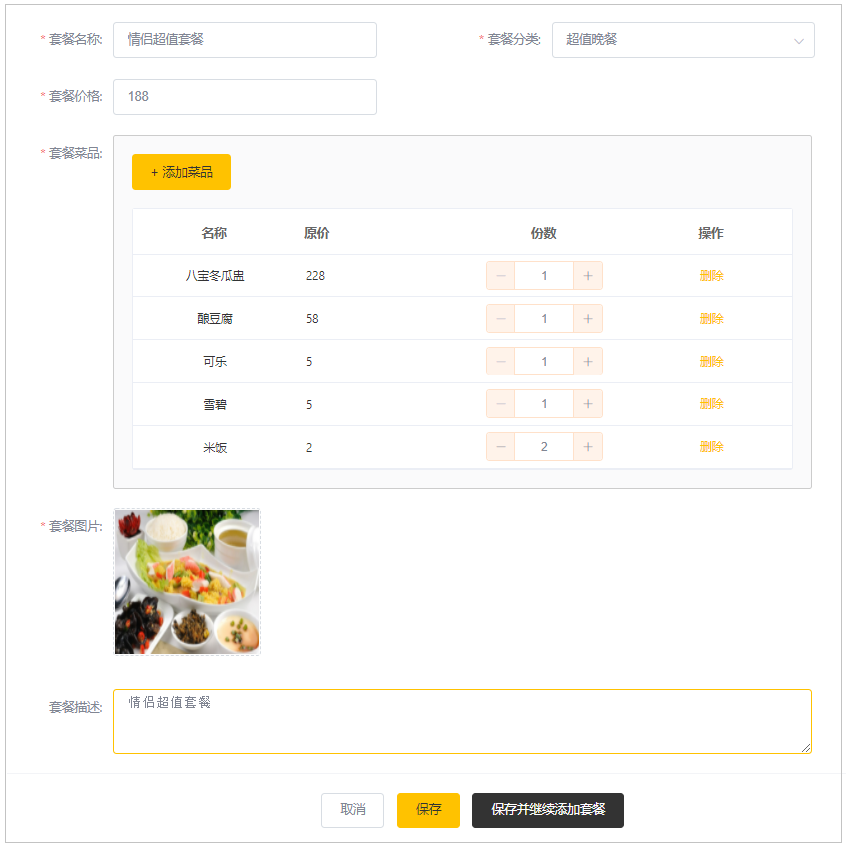 * 套餐名称: 情侣超值套餐 * 套餐分类: 超值晚餐
* 套餐价格: 188
* 套餐菜品:
+ 添加菜品
名称 原价 份数 操作
八宝冬瓜盅 228 − 1 + 删除
酿豆腐 58 − 1 + 删除
可乐 5 − 1 + 删除
雪碧 5 − 1 + 删除
米饭 2 − 2 + 删除
* 套餐图片:
套餐描述: 情侣超值套餐
取消 保存 保存并继续添加套餐